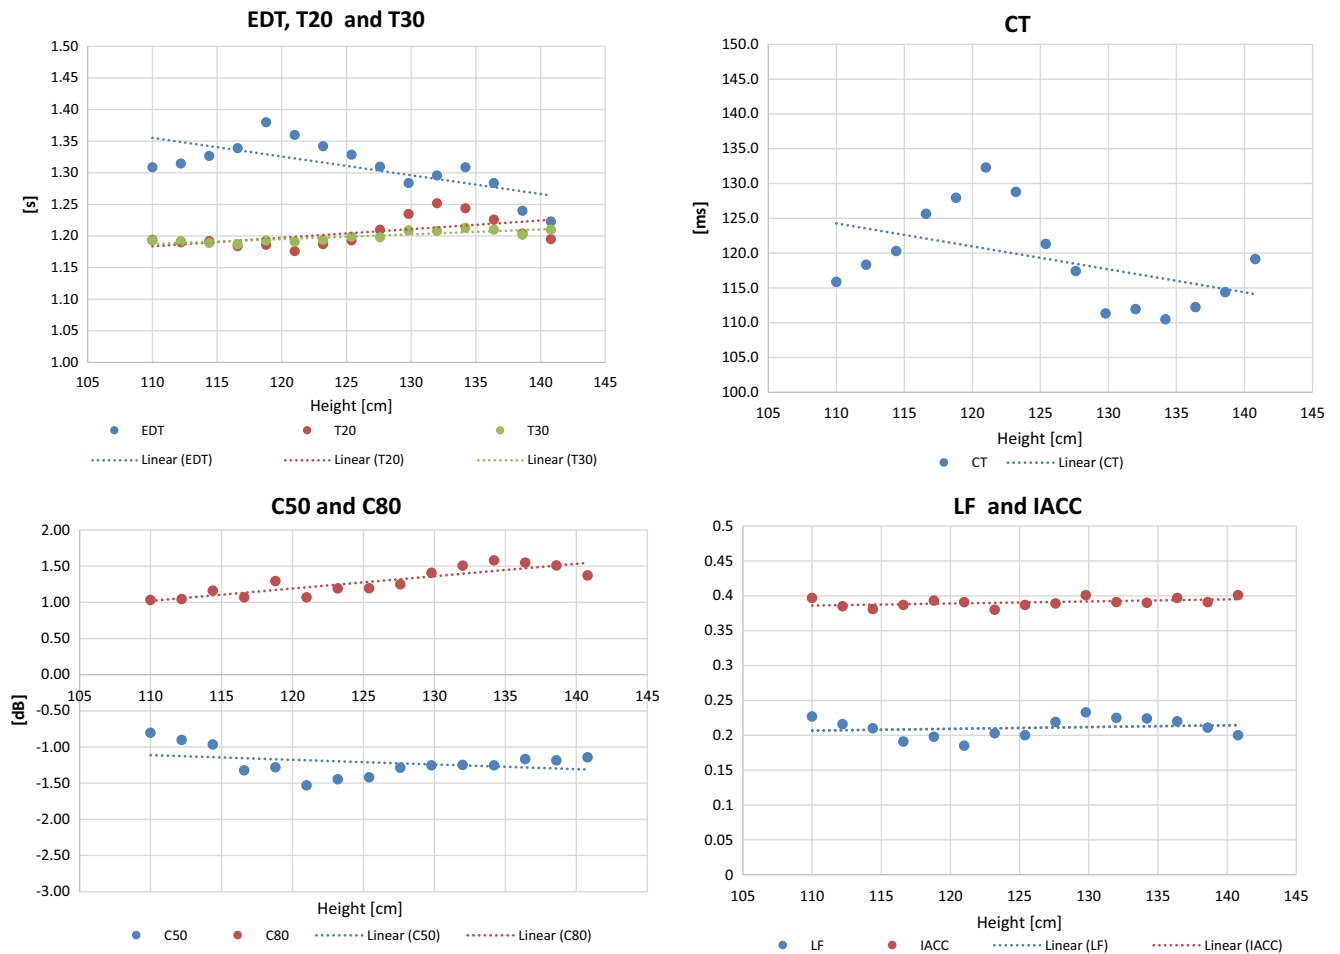 EDT, T20 and T30
1.50
1.45
1.40
1.35
1.30
1.25
1.20
1.15
1.10
1.05
1.00
[s]
105 110 115 120 125 130 135 140 145
Height [cm]
EDT T20 T30
Linear (EDT) Linear (T20) Linear (T30)
CT
150.0
145.0
140.0
135.0
130.0
125.0
120.0
115.0
110.0
105.0
100.0
[ms]
105 110 115 120 125 130 135 140 145
Height [cm]
CT Linear (CT)
C50 and C80
2.00
1.50
1.00
0.50
0.00
105 110 115 120 125 130 135 140 145
-0.50
-1.00
-1.50
-2.00
-2.50
-3.00
[dB]
Height [cm]
C50 C80 Linear (C50) Linear (C80)
LF and IACC
0.5
0.45
0.4
0.35
0.3
0.25
0.2
0.15
0.1
0.05
0
105 110 115 120 125 130 135 140 145
Height [cm]
LF IACC Linear (LF) Linear (IACC)